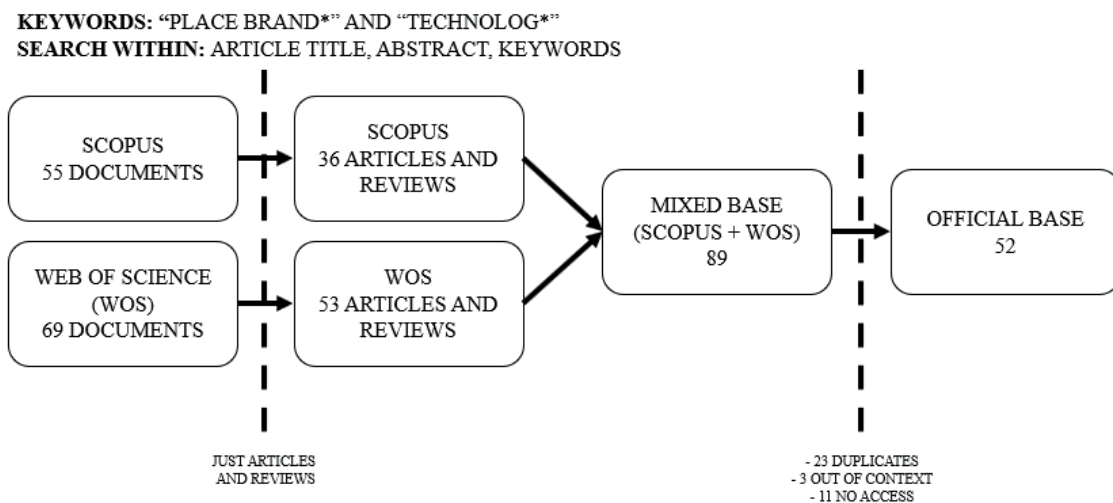 KEYWORDS: “PLACE BRAND*” AND “TECHNOLOG*”
SEARCH WITHIN: ARTICLE TITLE, ABSTRACT, KEYWORDS
SCOPUS
55 DOCUMENTS
SCOPUS
36 ARTICLES AND
REVIEWS
WEB OF SCIENCE
(WOS)
69 DOCUMENTS
WOS
53 ARTICLES AND
REVIEWS
MIXED BASE
(SCOPUS + WOS)
89
OFFICIAL BASE
52
JUST ARTICLES
AND REVIEWS
- 23 DUPLICATES
- 3 OUT OF CONTEXT
- 11 NO ACCESS